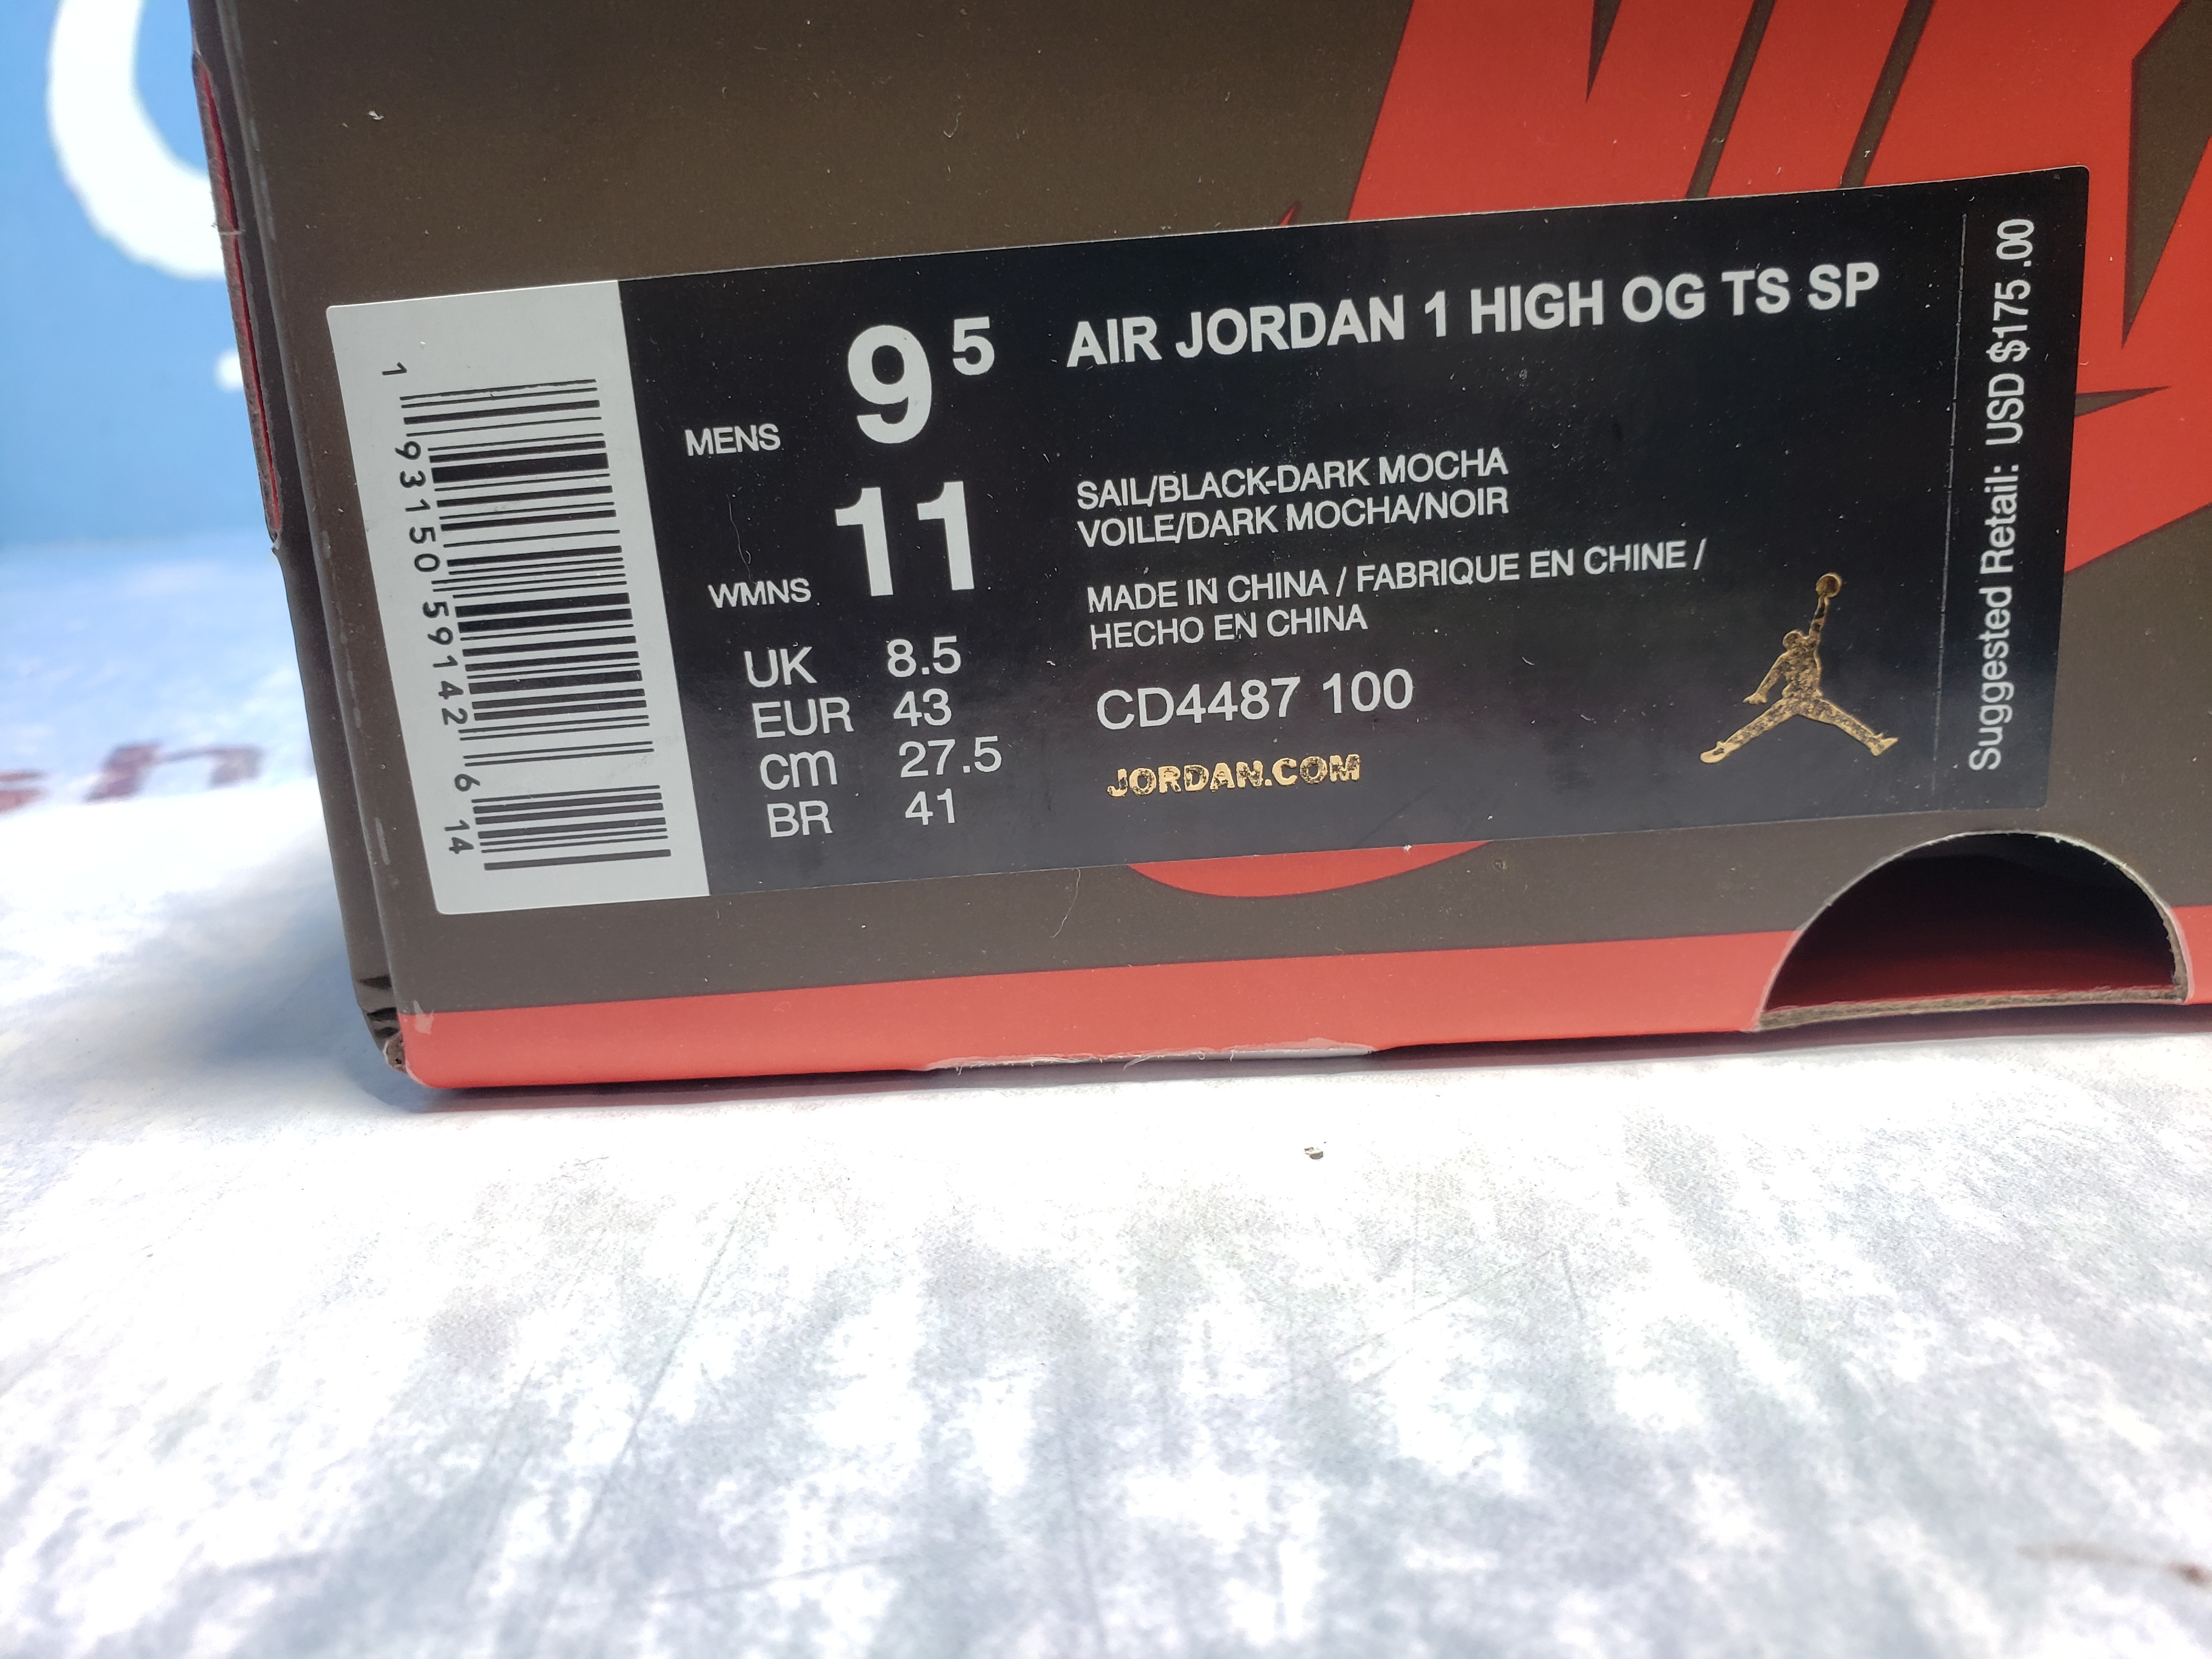 MENS 9 5
WMNS 11
UK 8.5
EUR 43
cm 27.5
BR 41
AIR JORDAN 1 HIGH OG TS SP
SAIL/BLACK-DARK MOCHA
VOILE/DARK MOCHA/NOIR
MADE IN CHINA / FABRIQUE EN CHINE /
HECHO EN CHINA
CD4487 100
JORDAN.COM
Suggested Retail: USD $175.00
1 93150 59142 6 14